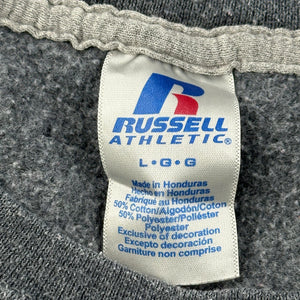 RUSSELL
ATHLETIC®
L • G • G
Made in Honduras
Hecho en Honduras
Fabriqué au Honduras
50% Cotton/Algodón/Coton
50% Polyester/Poliéster
Polyester
Exclusive of decoration
Excepto decoración
Garniture non comprise